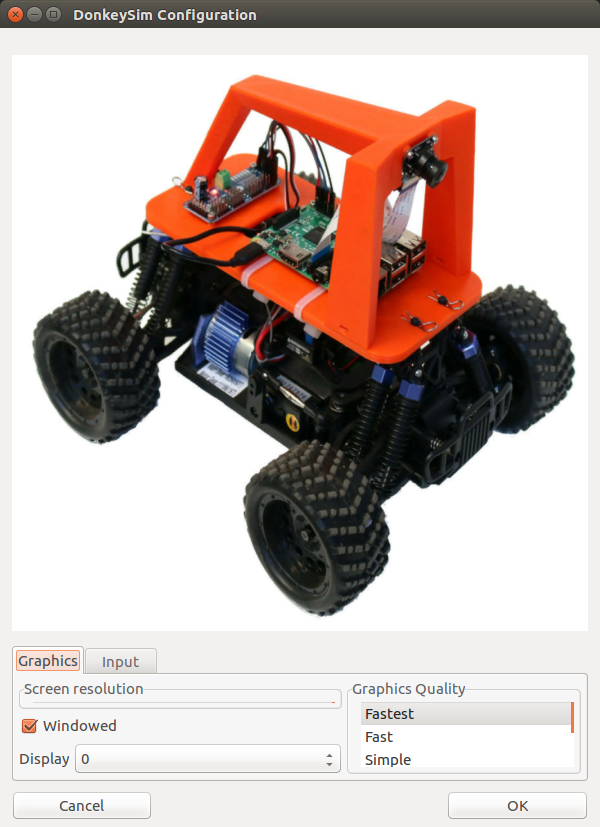 DonkeySim Configuration
Graphics
Input
Screen resolution
Graphics Quality
Windowed
Fastest
Fast
Display 0
Simple
Cancel
OK